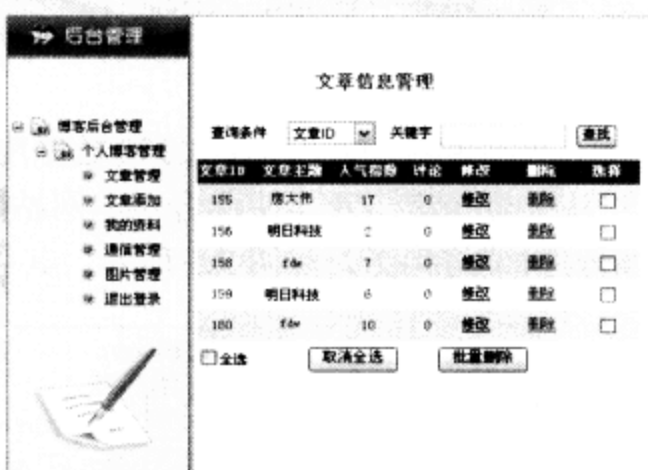 后台管理
文章信息管理
博客后台管理
个人博客管理
文章管理
文章添加
我的资料
通信管理
图片管理
退出登录
查询条件 文章ID 关键字 查找
文章ID 文章主题 人气指数 评论 修改 删除 选择
155 17 0 修改 删除
156 明日科技 2 0 修改 删除
158 修改 删除
159 明日科技 6 0 修改 删除
160 10 0 修改 删除
全选 取消全选 批量删除